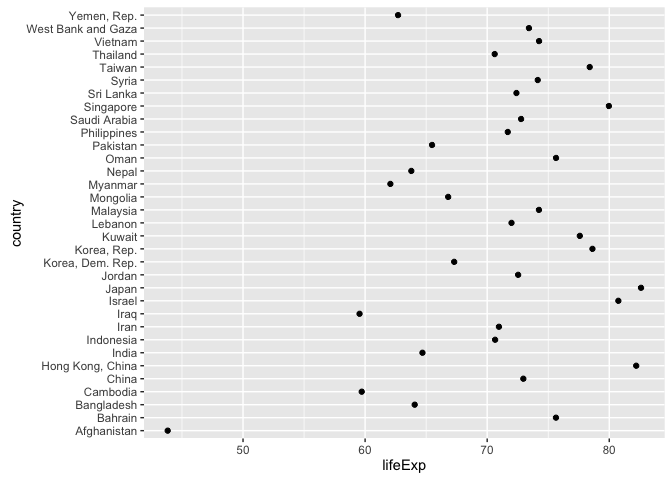 Yemen, Rep.
West Bank and Gaza
Vietnam
Thailand
Taiwan
Syria
Sri Lanka
Singapore
Saudi Arabia
Philippines
Pakistan
Oman
Nepal
Myanmar
Mongolia
Malaysia
Lebanon
Kuwait
Korea, Rep.
Korea, Dem. Rep.
Jordan
Japan
Israel
Iraq
Iran
Indonesia
India
Hong Kong, China
China
Cambodia
Bangladesh
Bahrain
Afghanistan
country
50 60 70 80
lifeExp